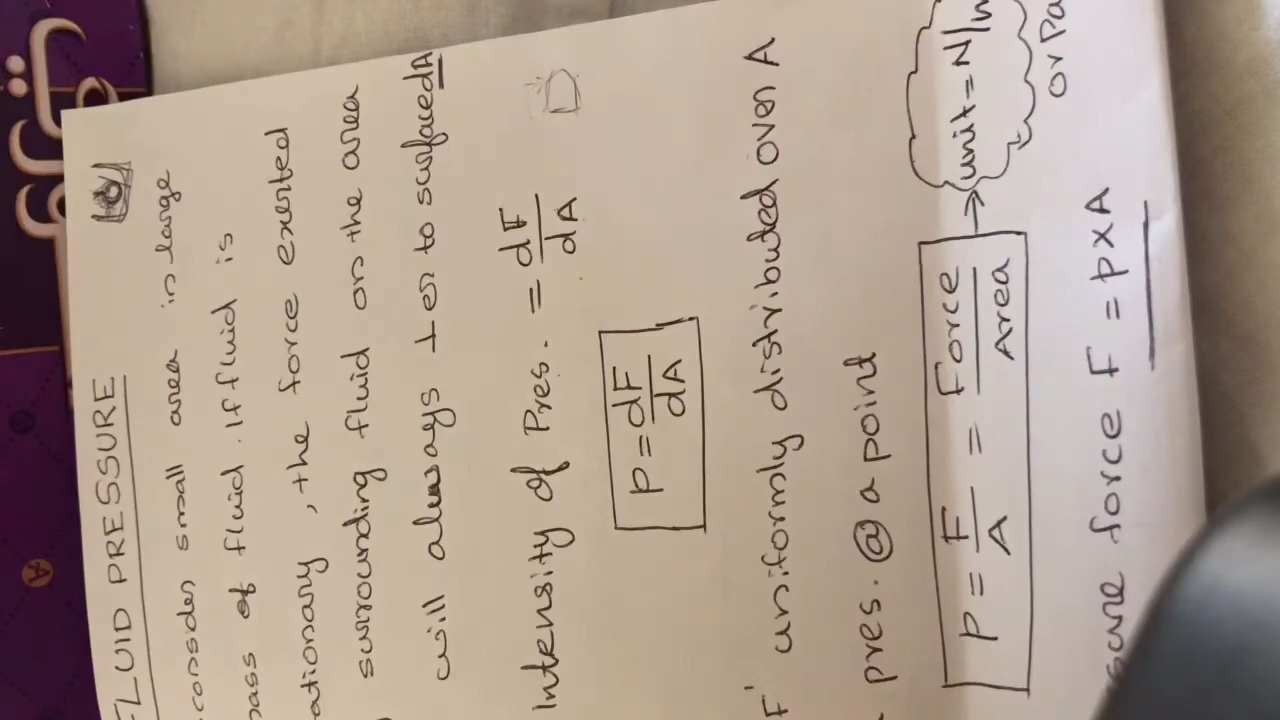 FLUID PRESSURE
consider small area in large
mass of fluid. If fluid is
stationary, the force exerted
surrounding fluid on the area
will always ⊥er to surface dA
Intensity of Pres. = dF/dA
P = dF/dA
F' uniformly distributed over A
pres. @ a point
P = F/A = Force/Area → unit = N/m
or Pa
force F = P x A